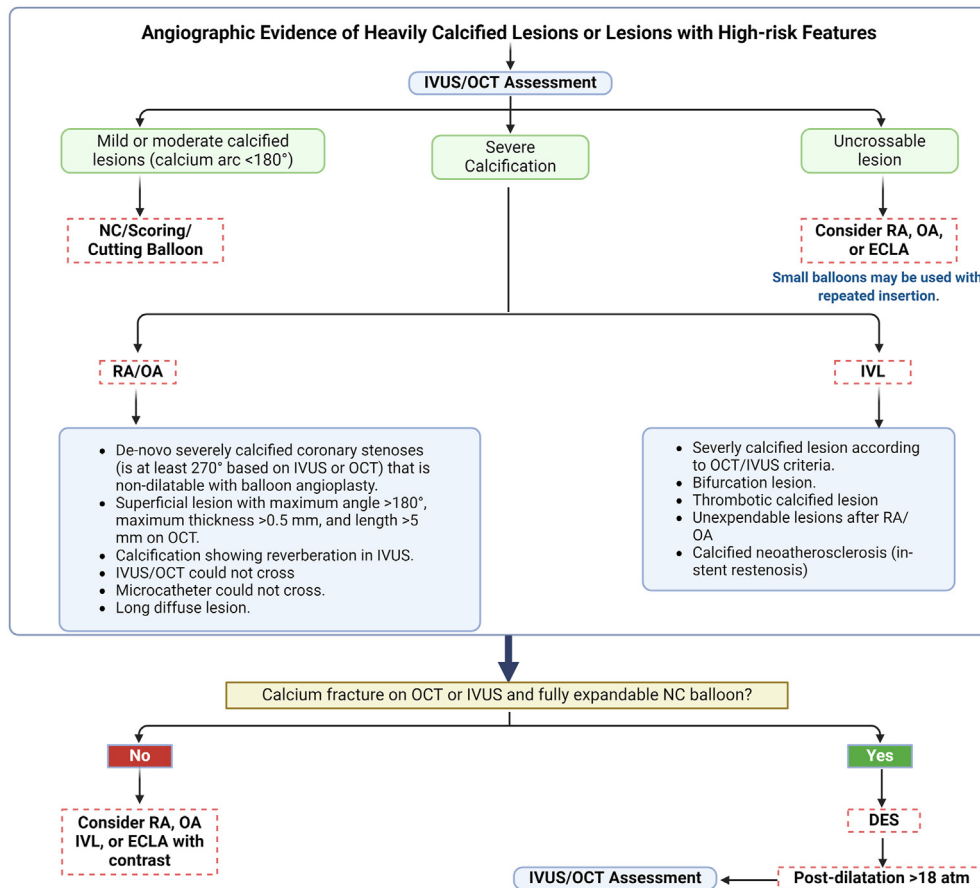 Angiographic Evidence of Heavily Calcified Lesions or Lesions with High-risk Features
IVUS/OCT Assessment
Mild or moderate calcified
lesions (calcium arc <180°)
Severe
Calcification
Uncrossable
lesion
NC/Scoring/
Cutting Balloon
Consider RA, OA,
or ECLA
Small balloons may be used with
repeated insertion.
RA/OA
IVL
• De-novo severely calcified coronary stenoses
(is at least 270° based on IVUS or OCT) that is
non-dilatable with balloon angioplasty.
• Superficial lesion with maximum angle >180°,
maximum thickness >0.5 mm, and length >5
mm on OCT.
• Calcification showing reverberation in IVUS.
• IVUS/OCT could not cross
• Microcatheter could not cross.
• Long diffuse lesion.
• Severly calcified lesion according
to OCT/IVUS criteria.
• Bifurcation lesion.
• Thrombotic calcified lesion
• Unexpendable lesions after RA/
OA
• Calcified neoatherosclerosis (in-
stent restenosis)
Calcium fracture on OCT or IVUS and fully expandable NC balloon?
No
Yes
Consider RA, OA
IVL, or ECLA with
contrast
DES
Post-dilatation >18 atm
IVUS/OCT Assessment